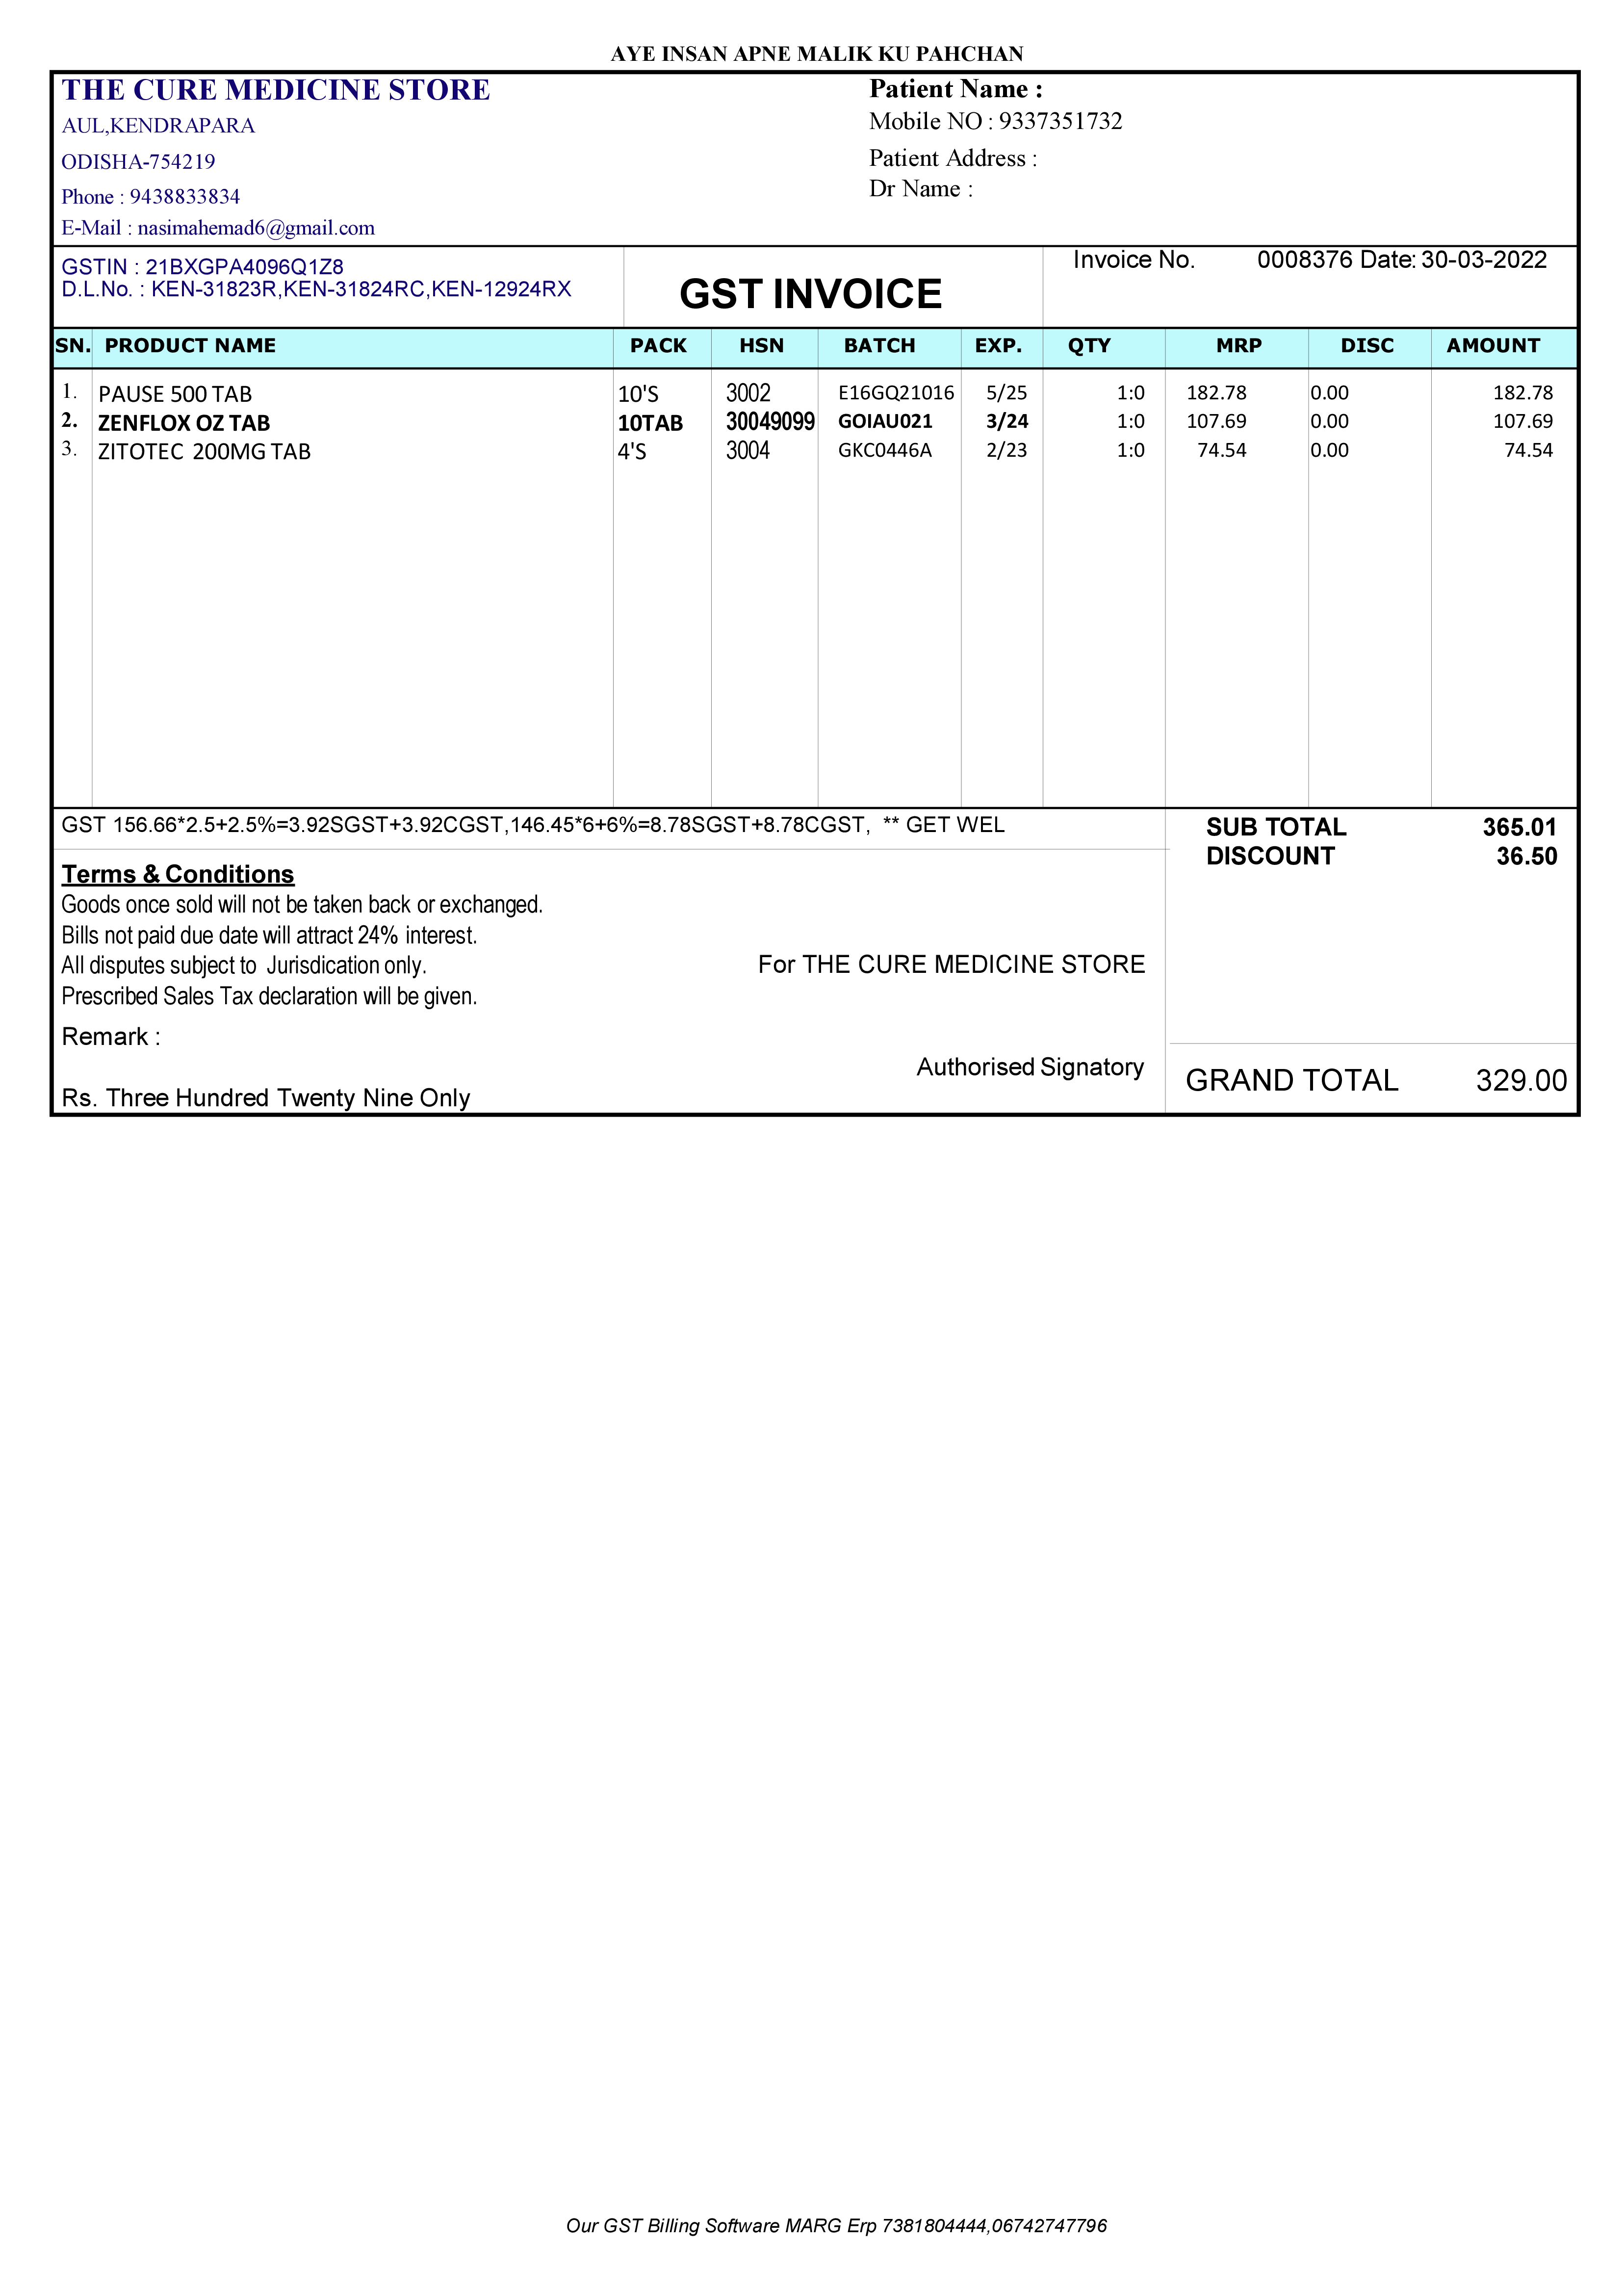 AYE INSAN APNE MALIK KU PAHCHAN
THE CURE MEDICINE STORE
AUL,KENDRAPARA
ODISHA-754219
Phone : 9438833834
E-Mail : nasimahemad6@gmail.com
Patient Name :
Mobile NO : 9337351732
Patient Address :
Dr Name :
GSTIN : 21BXGPA4096Q1Z8
D.L.No. : KEN-31823R,KEN-31824RC,KEN-12924RX
GST INVOICE
Invoice No. 0008376 Date: 30-03-2022
SN. PRODUCT NAME PACK HSN BATCH EXP. QTY MRP DISC AMOUNT
1. PAUSE 500 TAB 10'S 3002 E16GQ21016 5/25 1:0 182.78 0.00 182.78
2. ZENFLOX OZ TAB 10TAB 30049099 GOIAU021 3/24 1:0 107.69 0.00 107.69
3. ZITOTEC 200MG TAB 4'S 3004 GKC0446A 2/23 1:0 74.54 0.00 74.54
GST 156.66*2.5+2.5%=3.92SGST+3.92CGST,146.45*6+6%=8.78SGST+8.78CGST, ** GET WEL
SUB TOTAL 365.01
DISCOUNT 36.50
Terms & Conditions
Goods once sold will not be taken back or exchanged.
Bills not paid due date will attract 24% interest.
All disputes subject to Jurisdication only.
Prescribed Sales Tax declaration will be given.
For THE CURE MEDICINE STORE
Remark :
Authorised Signatory
GRAND TOTAL 329.00
Rs. Three Hundred Twenty Nine Only
Our GST Billing Software MARG Erp 7381804444,06742747796